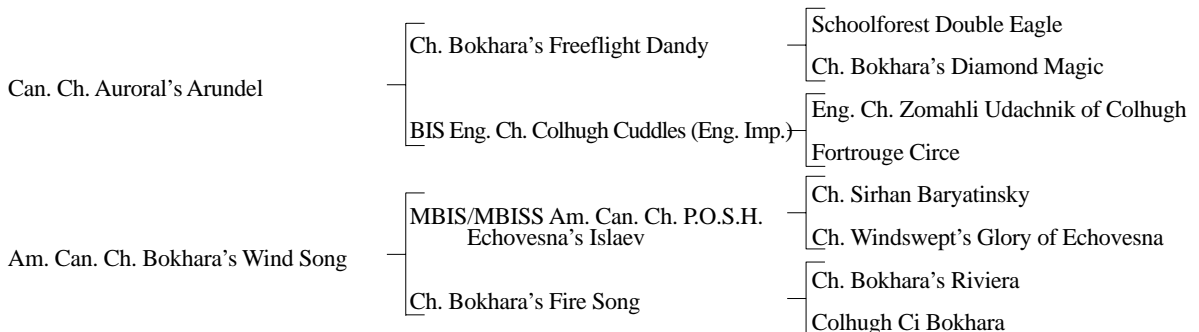 Schoolforest Double Eagle
Ch. Bokhara’s Freeflight Dandy
Ch. Bokhara’s Diamond Magic
Can. Ch. Auroral’s Arundel
Eng. Ch. Zomahli Udachnik of Colhugh
BIS Eng. Ch. Colhugh Cuddles (Eng. Imp.)
Fortrouge Circe
Ch. Sirhan Baryatinsky
MBIS/MBISS Am. Can. Ch. P.O.S.H.
Echovesna’s Islaev
Ch. Windswept’s Glory of Echovesna
Am. Can. Ch. Bokhara’s Wind Song
Ch. Bokhara’s Riviera
Ch. Bokhara’s Fire Song
Colhugh Ci Bokhara